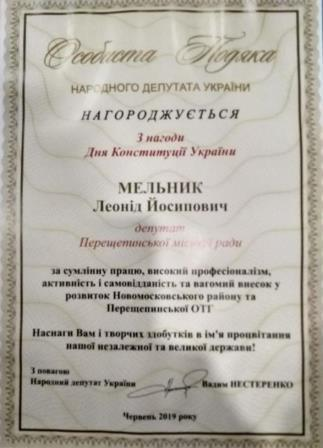 Особиста Подяка
НАРОДНОГО ДЕПУТАТА УКРАЇНИ
НАГОРОДЖУЄТЬСЯ
З нагоди
Дня Конституції України
МЕЛЬНИК
Леонід Йосипович
депутат
Перещепинської міської ради
за сумлінну працю, високий професіоналізм,
активність і самовідданість та вагомий внесок у
розвиток Новомосковського району та
Перещепинської ОТГ
Наснаги Вам і творчих здобутків в ім'я процвітання
нашої незалежної та великої держави!
З повагою
Народний депутат України Вадим НЕСТЕРЕНКО
Червень 2019 року